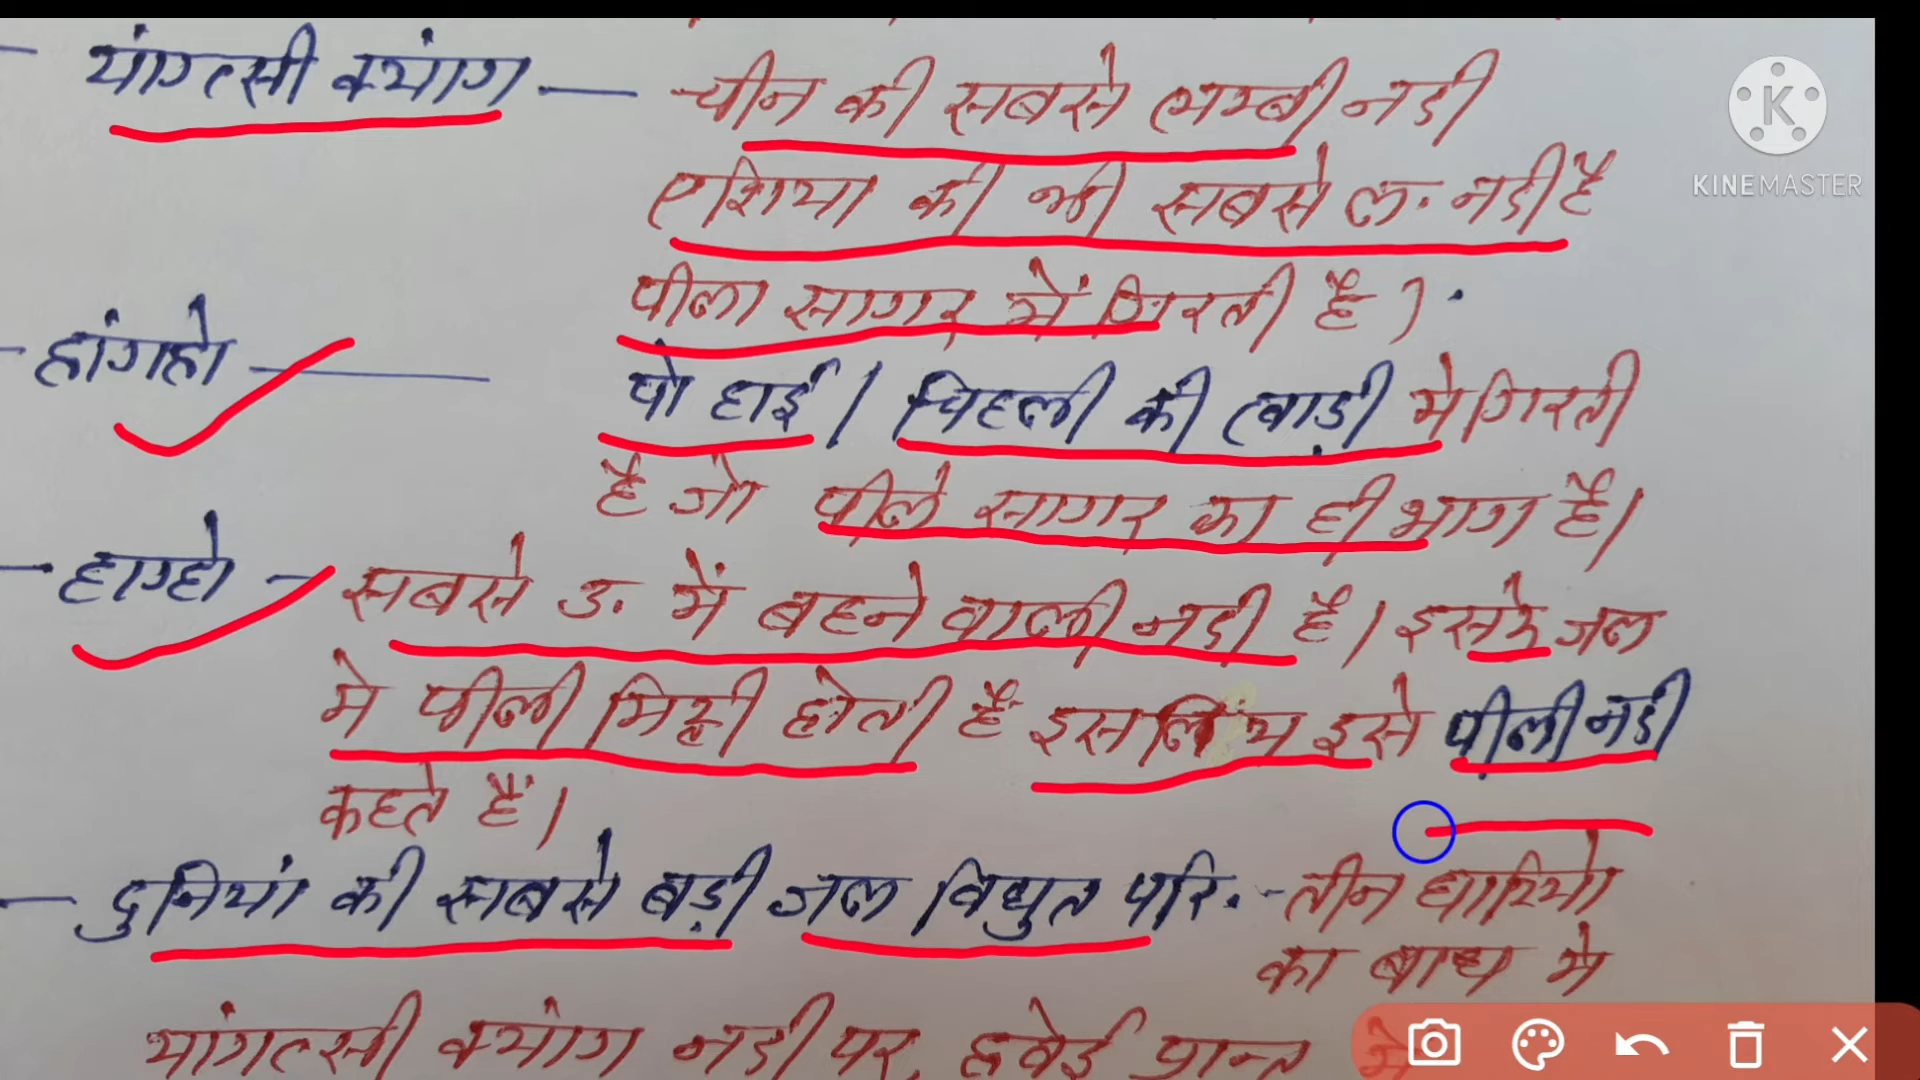 यांगत्सी क्यांग — चीन की सबसे लम्बी नदी
एशिया की भी सबसे ल. नदी है
पीला सागर में गिरती है।
हांगहो — पो हाई / चिहली की खाड़ी मे गिरती
है जो पीले सागर का ही भाग है।
हांगहो - सबसे उ. में बहने वाली नदी है। इसके जल
मे पीली मिट्टी होती है इसलिए इसे पीली नदी
कहते हैं।
दुनियां की सबसे बड़ी जल विद्युत परि. - तीन घाटियो
का बांध मे
यांगत्सी क्यांग नदी पर, हुवेई प्रान्त मे
K
KINEMASTER